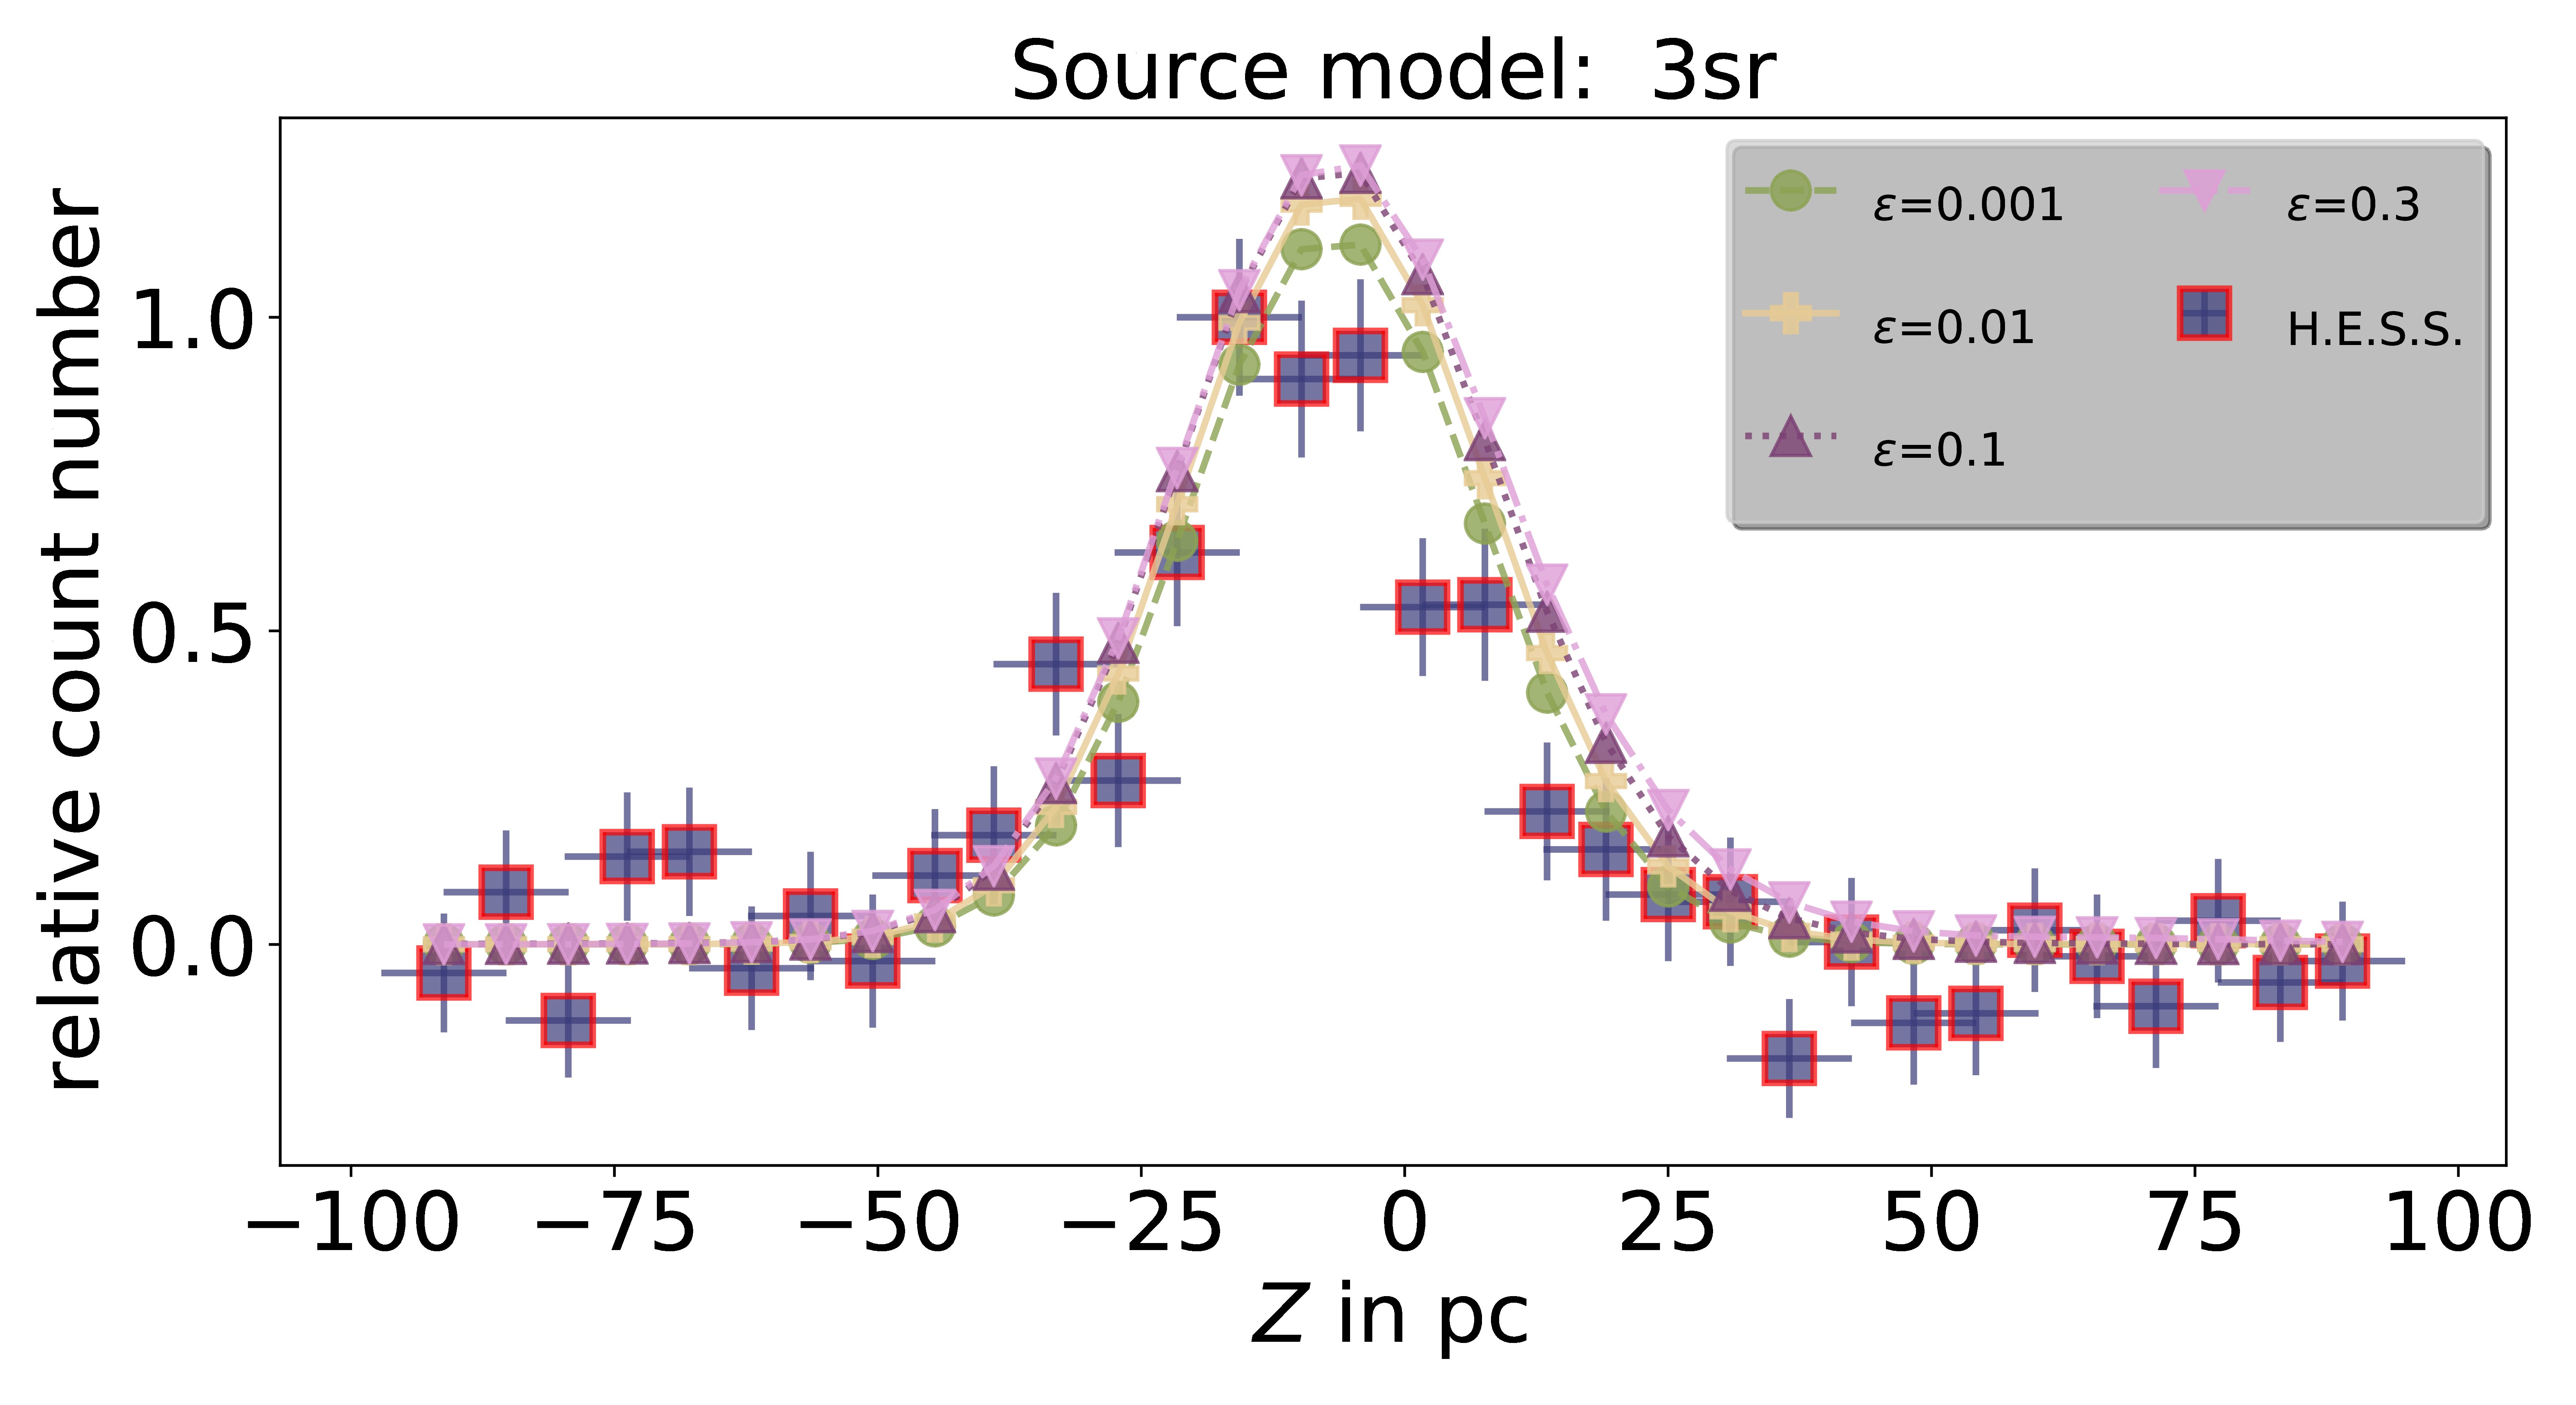 Source model:  3sr
relative count number
1.0
0.5
0.0
ε=0.001
ε=0.01
ε=0.1
ε=0.3
H.E.S.S.
−100 −75 −50 −25 0 25 50 75 100
Z in pc